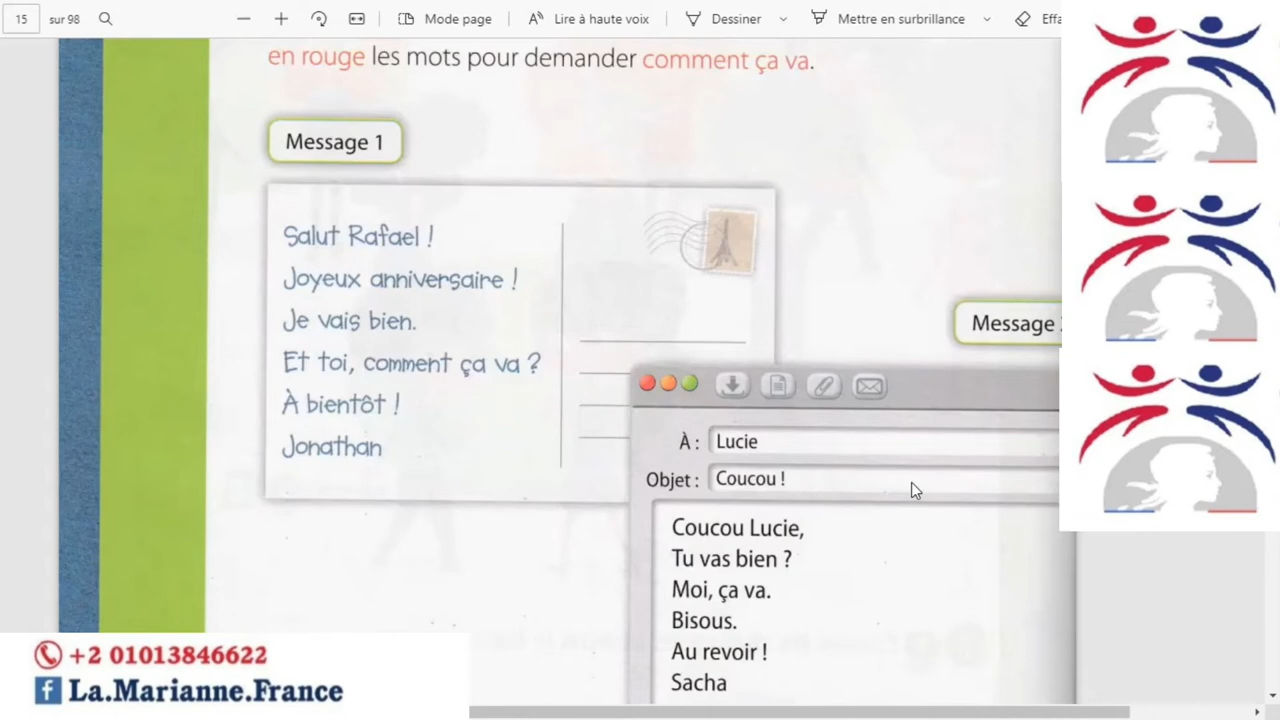 15 sur 98 Mode page Lire à haute voix Dessiner Mettre en surbrillance
en rouge les mots pour demander comment ça va.
Message 1
Salut Rafael !
Joyeux anniversaire !
Je vais bien.
Et toi, comment ça va ?
À bientôt !
Jonathan
Message
À : Lucie
Objet : Coucou !
Coucou Lucie,
Tu vas bien ?
Moi, ça va.
Bisous.
Au revoir !
Sacha
+2 01013846622
La.Marianne.France